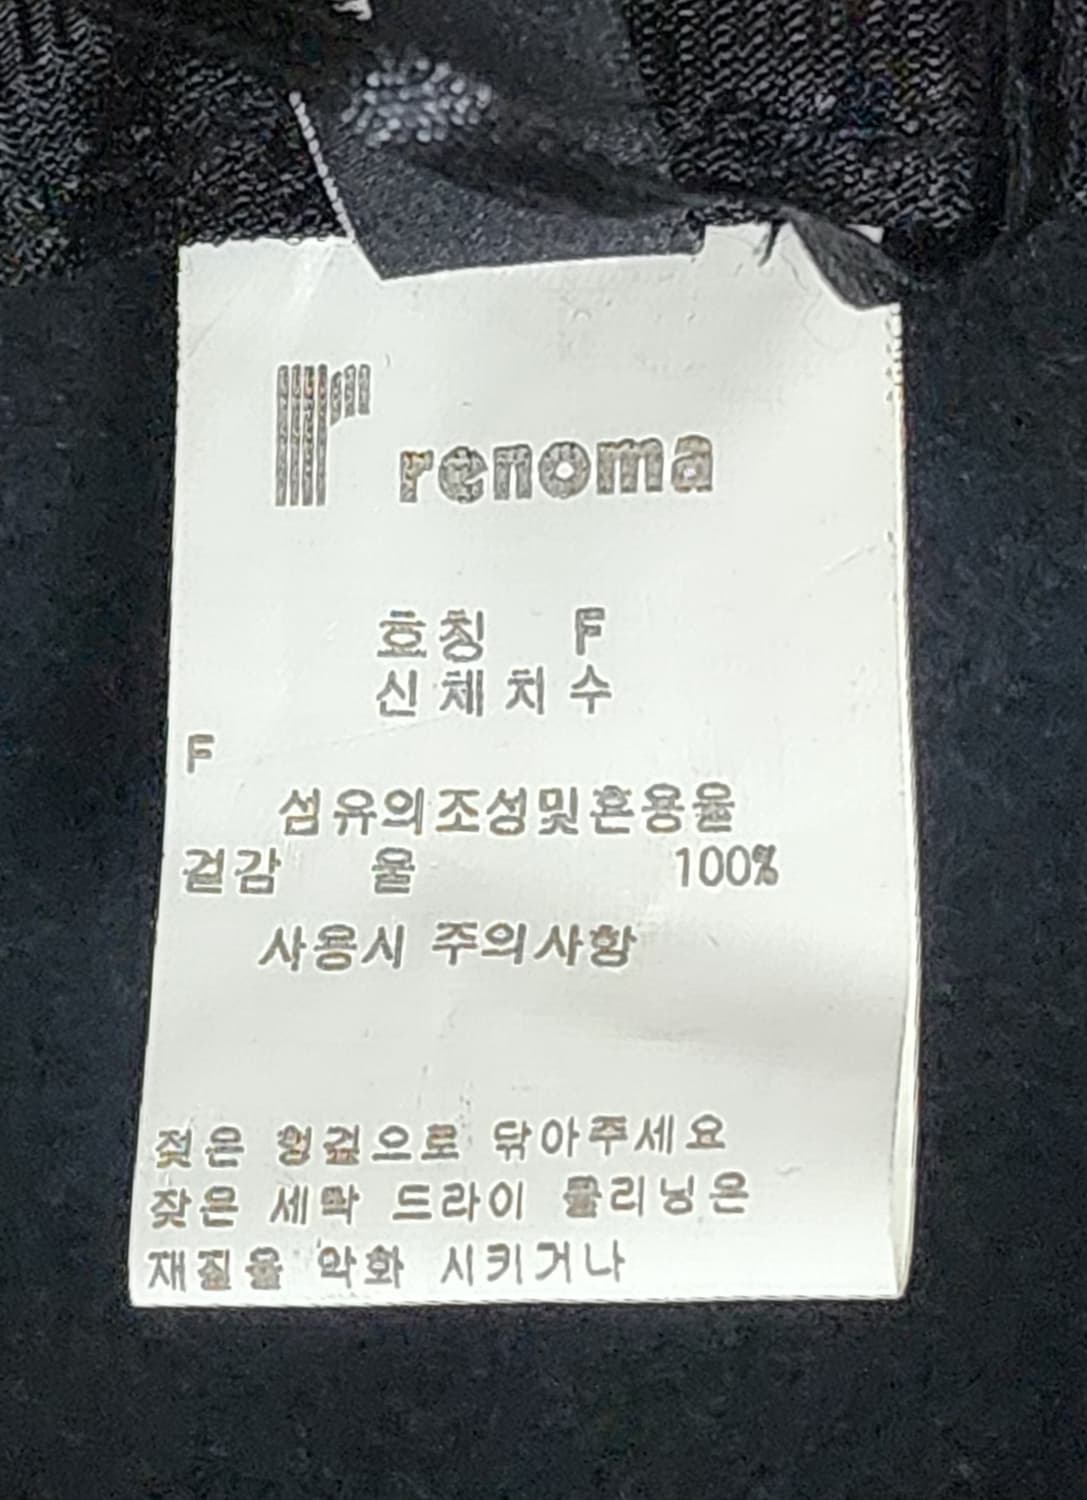 renoma
호칭 F
신체치수
F
섬유의조성및혼용율
겉감 울 100%
사용시 주의사항
젖은 헝겊으로 닦아주세요
잦은 세탁 드라이 클리닝은
재질을 악화 시키거나